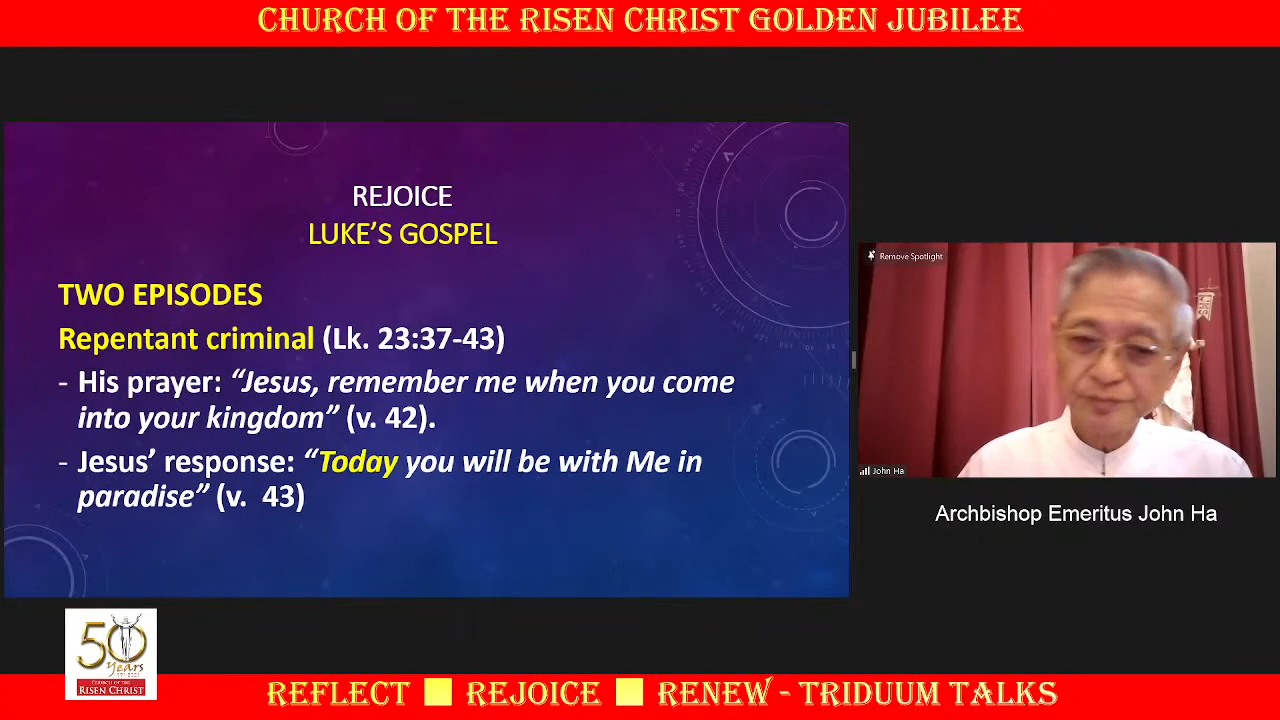 CHURCH OF THE RISEN CHRIST GOLDEN JUBILEE
REJOICE
LUKE'S GOSPEL
TWO EPISODES
Repentant criminal (Lk. 23:37-43)
- His prayer: “Jesus, remember me when you come
into your kingdom” (v. 42).
- Jesus’ response: “Today you will be with Me in
paradise” (v. 43)
Remove Spotlight
John Ha
Archbishop Emeritus John Ha
50
Years
CHURCH OF THE
RISEN CHRIST
REFLECT REJOICE RENEW - TRIDUUM TALKS